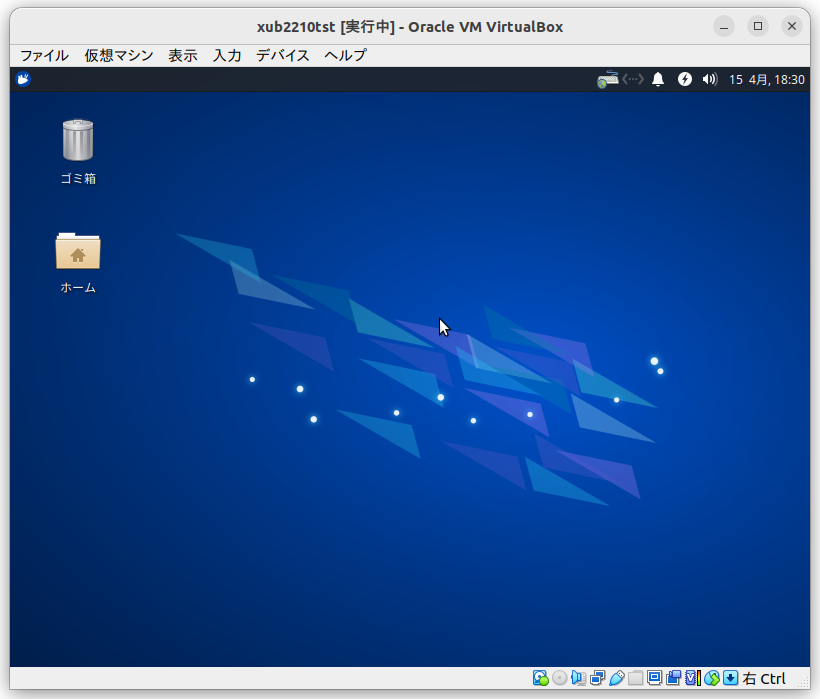 xub2210tst [実行中] - Oracle VM VirtualBox
ファイル 仮想マシン 表示 入力 デバイス ヘルプ
15 4月, 18:30
ゴミ箱
ホーム
右 Ctrl